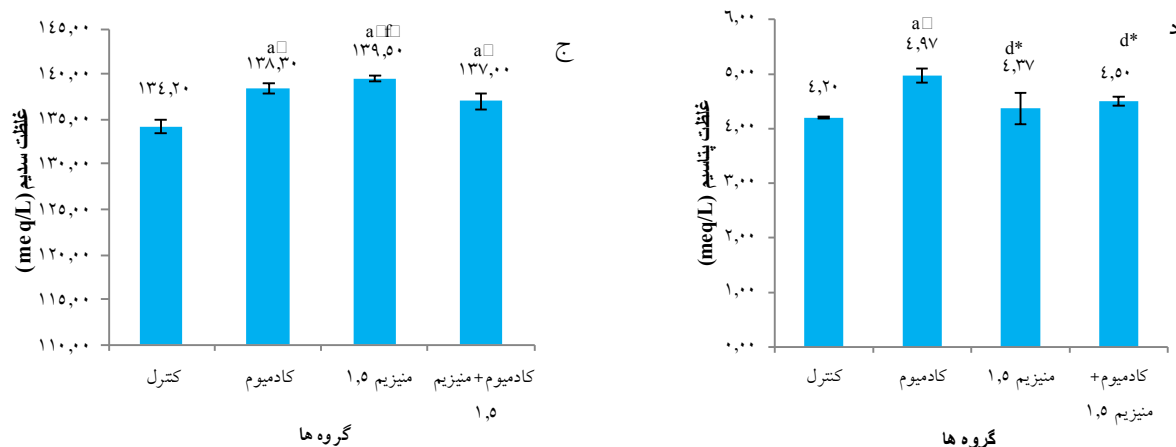 ج
غلظت سدیم (meq/L)
۱۴۵,۰۰
۱۴۰,۰۰
۱۳۵,۰۰
۱۳۰,۰۰
۱۲۵,۰۰
۱۲۰,۰۰
۱۱۵,۰۰
۱۱۰,۰۰
۱۳۴,۲۰
a□
۱۳۸,۳۰
a□f□
۱۳۹,۵۰
a□
۱۳۷,۰۰
کنترل
کادمیوم
منیزیم ۱,۵
کادمیوم+منیزیم
۱,۵
گروه ها
د
غلظت پتاسیم (meq/L)
۶,۰۰
۵,۰۰
۴,۰۰
۳,۰۰
۲,۰۰
۱,۰۰
۰,۰۰
۴,۲۰
a□
۴,۹۷
d*
۴,۳۷
d*
۴,۵۰
کنترل
کادمیوم
منیزیم ۱,۵
کادمیوم+
منیزیم ۱,۵
گروه ها